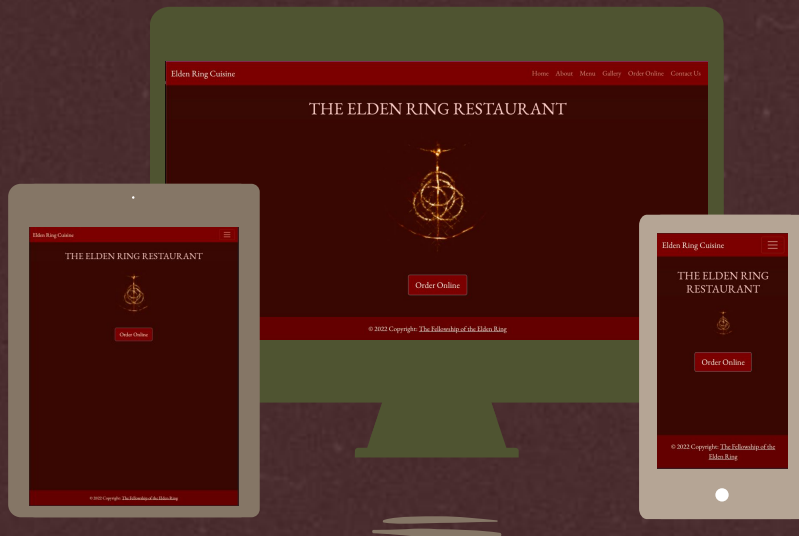 Elden Ring Cuisine
Home About Menu Gallery Order Online Contact Us
THE ELDEN RING RESTAURANT
Order Online
© 2022 Copyright: The Fellowship of the Elden Ring
Elden Ring Cuisine
THE ELDEN RING RESTAURANT
Order Online
© 2022 Copyright: The Fellowship of the Elden Ring
Elden Ring Cuisine
THE ELDEN RING
RESTAURANT
Order Online
© 2022 Copyright: The Fellowship of the
Elden Ring